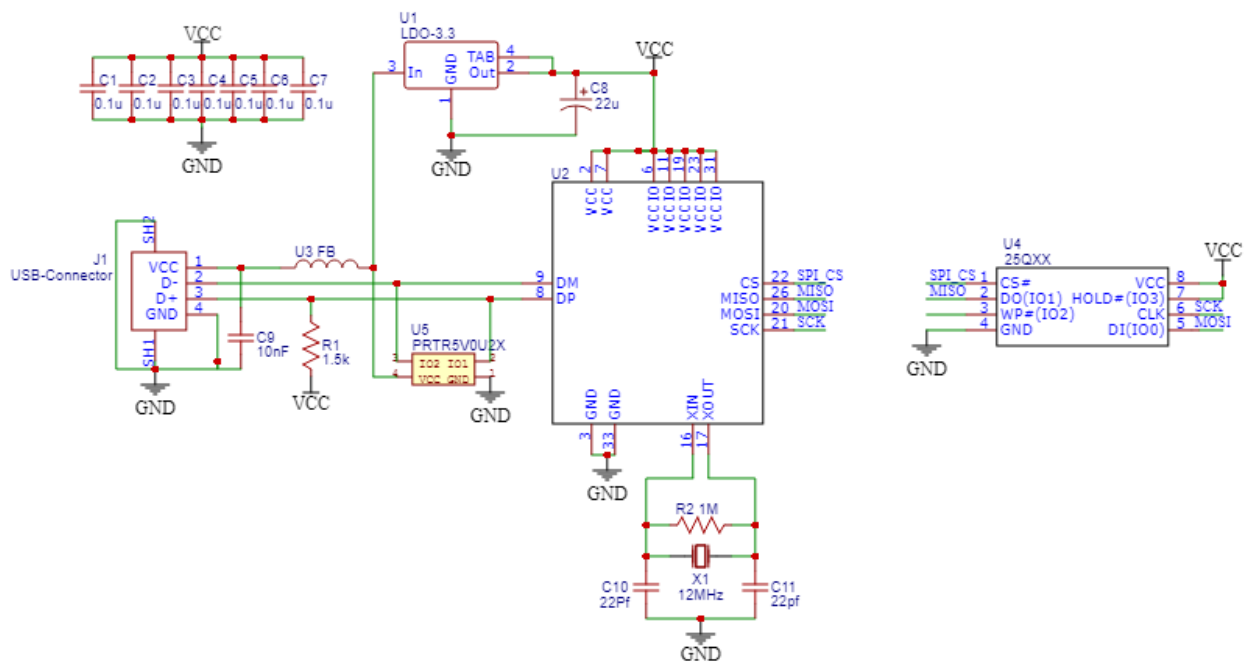 VCC
C1 C2 C3 C4 C5 C6 C7
0.1u 0.1u 0.1u 0.1u 0.1u 0.1u 0.1u
GND
U1
LDO-3.3
3 In
GND
1
TAB 4
Out 2
C8
22u
GND
VCC
U2
2 7 6 11 19 23 31
VCC VCC VCCIO VCCIO VCCIO VCCIO VCCIO
J1
USB-Connector
SH2
VCC 1
D- 2
D+ 3
GND 4
SH1
GND
C9
10nF
U3 FB
R1
1.5k
VCC
U5
PRTR5V0U2X
3 IO2 IO1 2
4 VCC GND 1
GND
9 DM
8 DP
CS 22 SPI_CS
MISO 26 MISO
MOSI 20 MOSI
SCK 21 SCK
GND GND
3 33
GND
XIN XOUT
16 17
R2 1M
X1
12MHz
C10
22Pf
C11
22pf
GND
U4
25QXX
VCC
SPI_CS 1 CS#
MISO 2 DO(IO1)
3 WP#(IO2)
4 GND
VCC 8
HOLD#(IO3) 7
CLK 6 SCK
DI(IO0) 5 MOSI
GND